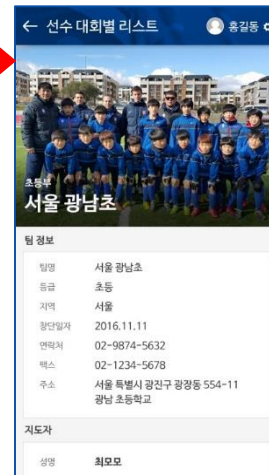 ← 선수 대회별 리스트 홍길동
초등부
서울 광남초
팀 정보
팀명 서울 광남초
등급 초등
지역 서울
창단일자 2016.11.11
연락처 02-9874-5632
팩스 02-1234-5678
주소 서울 특별시 광진구 광장동 554-11
광남 초등학교
지도자
성명 최모모